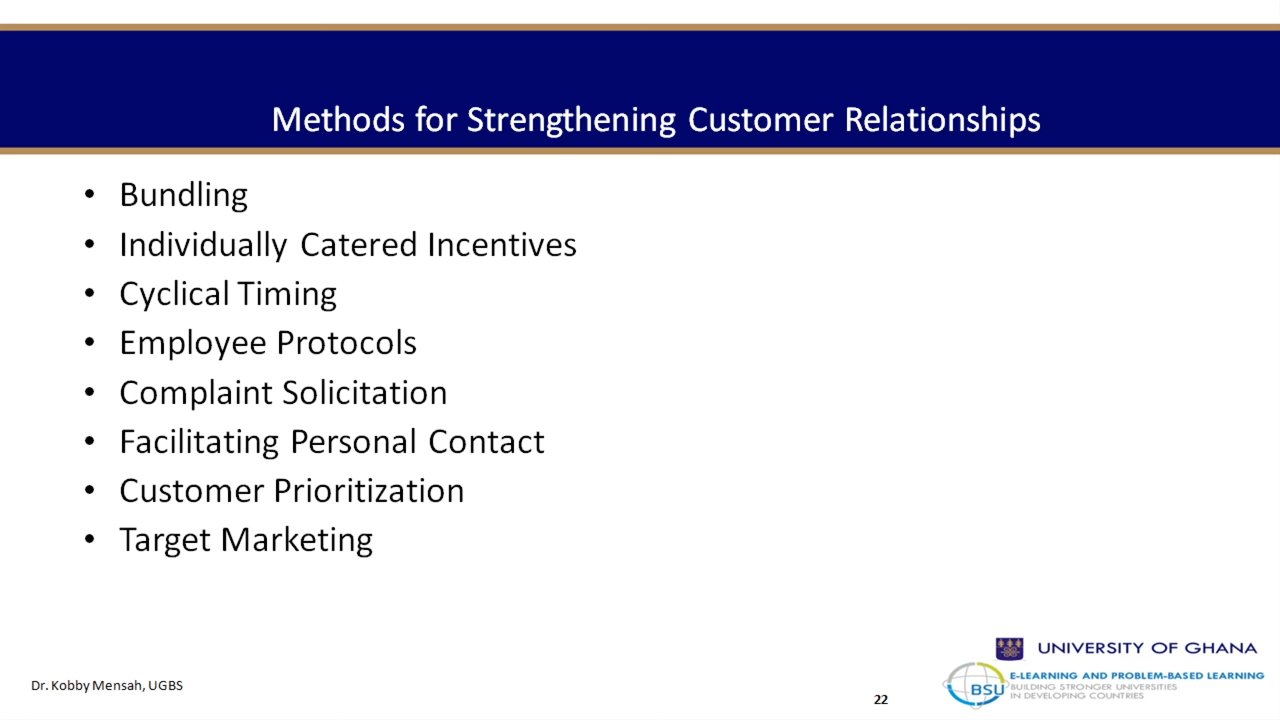 Methods for Strengthening Customer Relationships
• Bundling
• Individually Catered Incentives
• Cyclical Timing
• Employee Protocols
• Complaint Solicitation
• Facilitating Personal Contact
• Customer Prioritization
• Target Marketing
Dr. Kobby Mensah, UGBS
22
UNIVERSITY OF GHANA
BSU
E-LEARNING AND PROBLEM-BASED LEARNING
BUILDING STRONGER UNIVERSITIES
IN DEVELOPING COUNTRIES